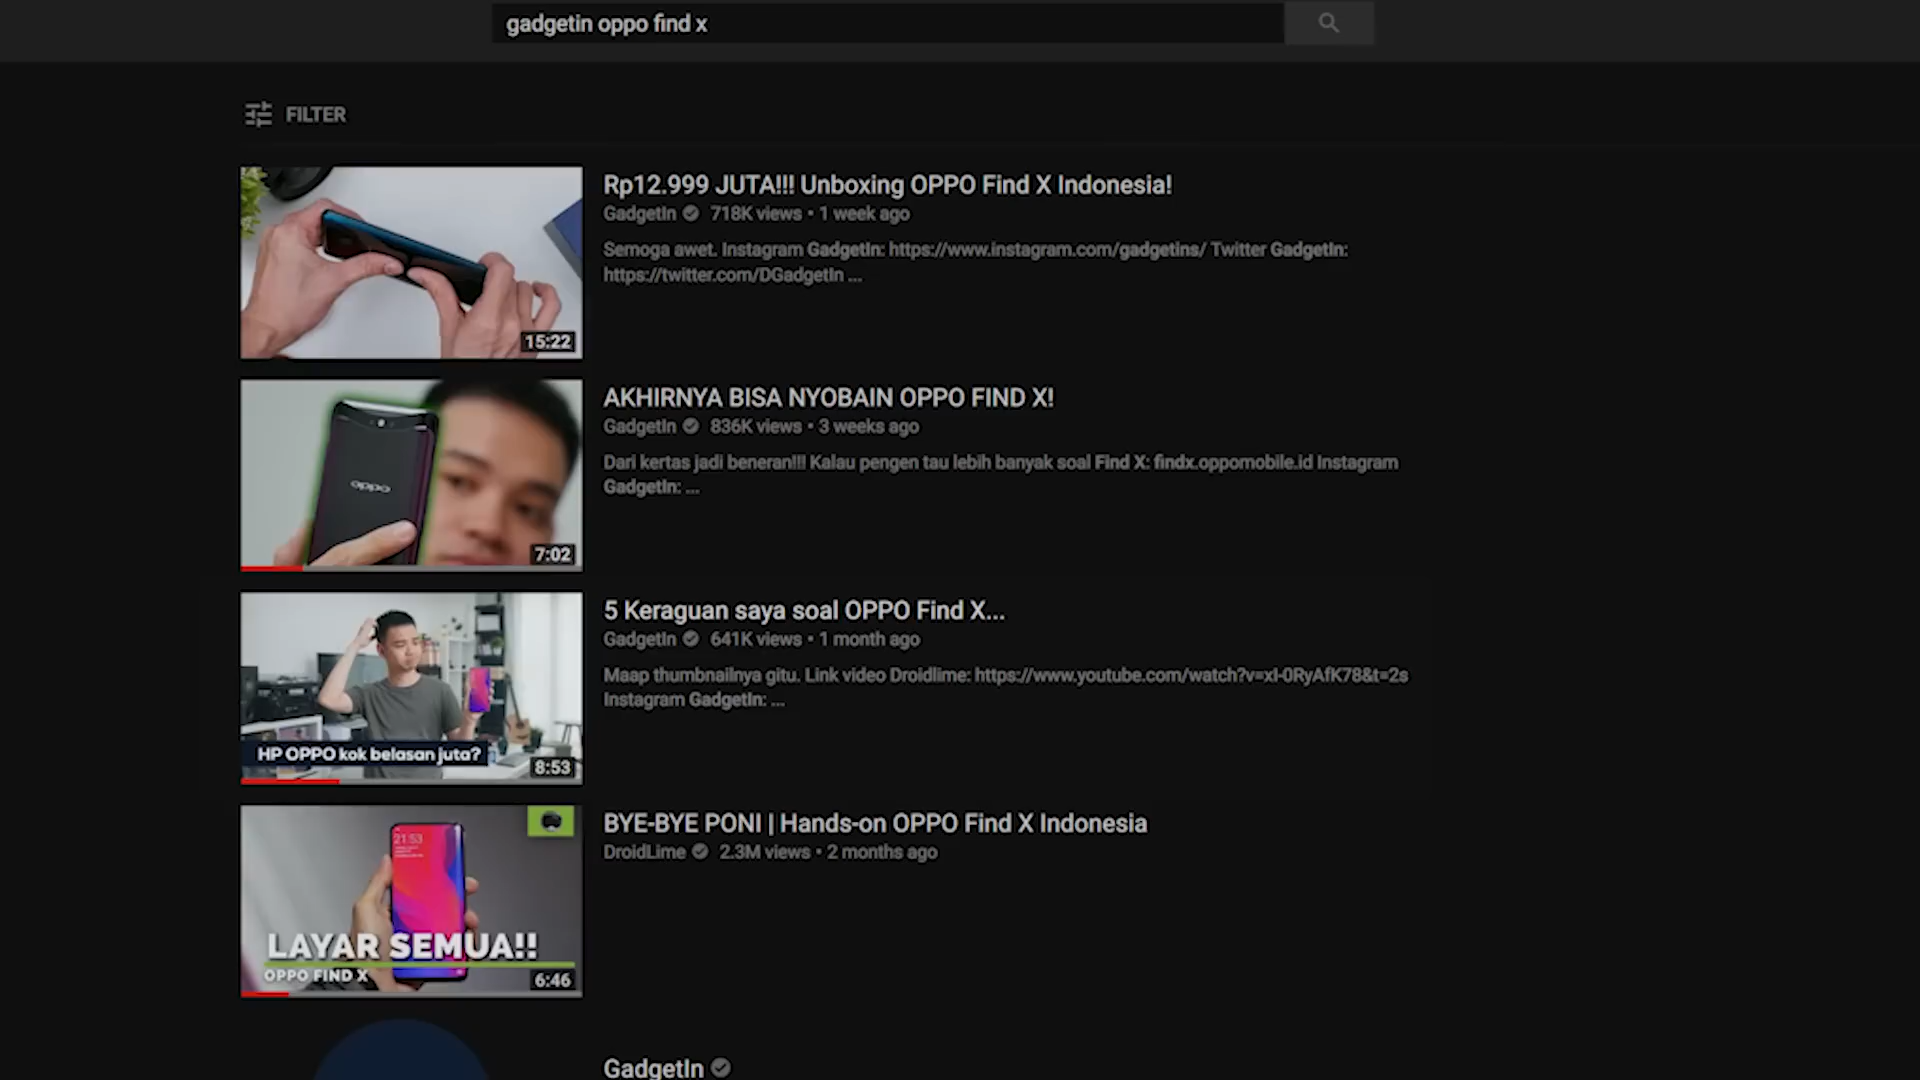 gadgetin oppo find x
FILTER
Rp12.999 JUTA!!! Unboxing OPPO Find X Indonesia!
GadgetIn 718K views • 1 week ago
Semoga awet. Instagram GadgetIn: https://www.instagram.com/gadgetins/ Twitter GadgetIn:
https://twitter.com/DGadgetIn ...
15:22
AKHIRNYA BISA NYOBAIN OPPO FIND X!
GadgetIn 836K views • 3 weeks ago
Dari kertas jadi beneran!!! Kalau pengen tau lebih banyak soal Find X: findx.oppomobile.id Instagram
GadgetIn: ...
oppo
7:02
5 Keraguan saya soal OPPO Find X...
GadgetIn 641K views • 1 month ago
Maap thumbnailnya gitu. Link video Droidlime: https://www.youtube.com/watch?v=xI-0RyAfK78&t=2s
Instagram GadgetIn: ...
HP OPPO kok belasan juta?
8:53
BYE-BYE PONI | Hands-on OPPO Find X Indonesia
DroidLime 2.3M views • 2 months ago
21:53
LAYAR SEMUA!!
OPPO FIND X
6:46
GadgetIn